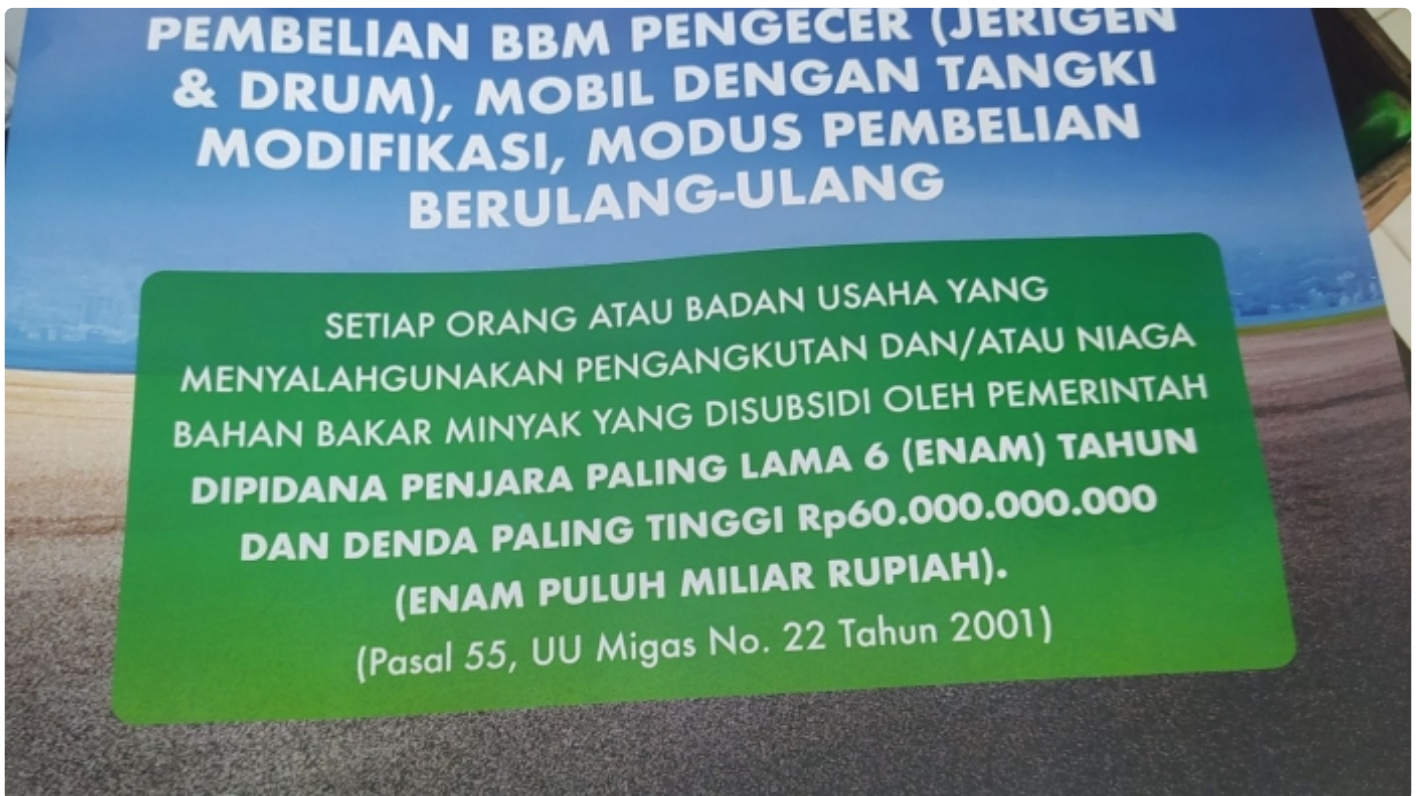 PEMBELIAN BBM PENGECER (JERIGEN
& DRUM), MOBIL DENGAN TANGKI
MODIFIKASI, MODUS PEMBELIAN
BERULANG-ULANG
SETIAP ORANG ATAU BADAN USAHA YANG
MENYALAHGUNAKAN PENGANGKUTAN DAN/ATAU NIAGA
BAHAN BAKAR MINYAK YANG DISUBSIDI OLEH PEMERINTAH
DIPIDANA PENJARA PALING LAMA 6 (ENAM) TAHUN
DAN DENDA PALING TINGGI Rp60.000.000.000
(ENAM PULUH MILIAR RUPIAH).
(Pasal 55, UU Migas No. 22 Tahun 2001)